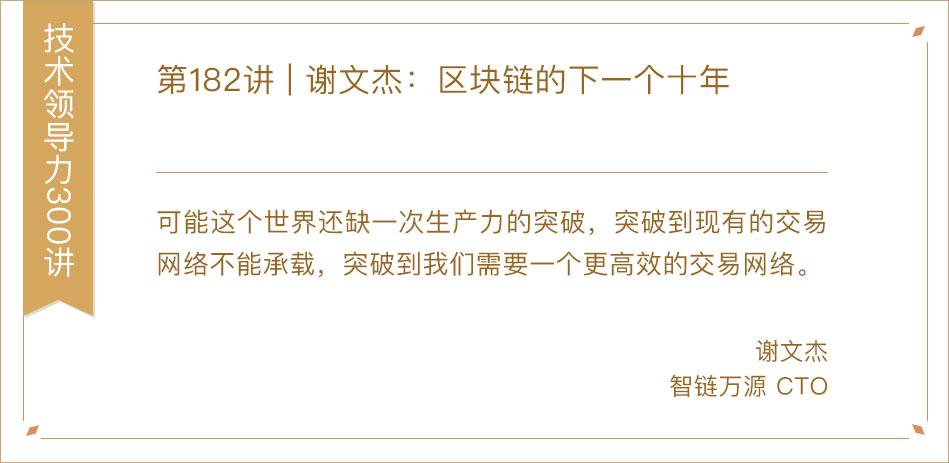 技术领导力300讲
第182讲 | 谢文杰：区块链的下一个十年
可能这个世界还缺一次生产力的突破，突破到现有的交易
网络不能承载，突破到我们需要一个更高效的交易网络。
谢文杰
智链万源 CTO